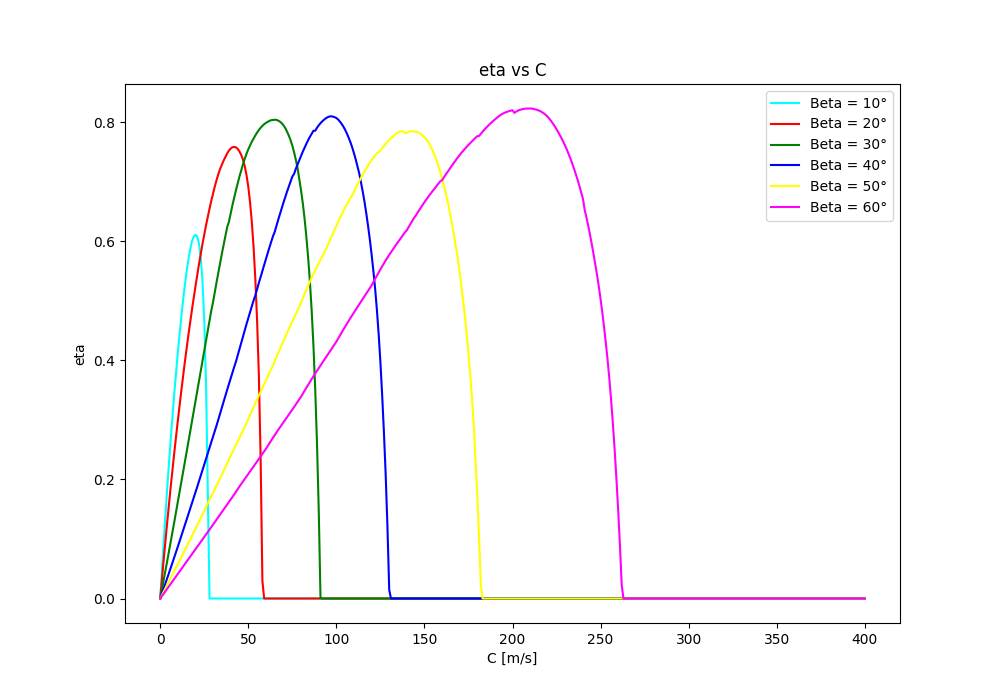 eta vs C
Beta = 10°
Beta = 20°
Beta = 30°
Beta = 40°
Beta = 50°
Beta = 60°
eta
0.8
0.6
0.4
0.2
0.0
0 50 100 150 200 250 300 350 400
C [m/s]